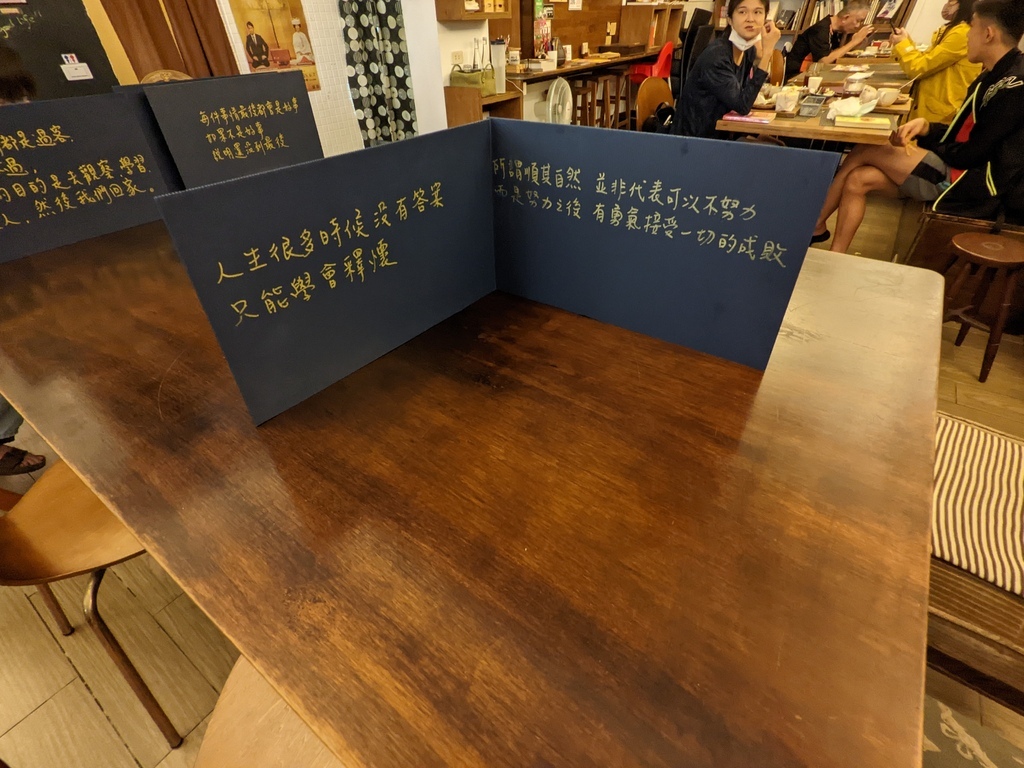 都是過客,
過,
的目的是去觀察,學習,
人,然後我們回家。
每件事情最後都會是好事
如果不是好事
說明還沒到最後
人生很多時候 沒有答案
只能學會釋懷
所謂順其自然 並非代表可以不努力
而是努力之後 有勇氣接受一切的成敗